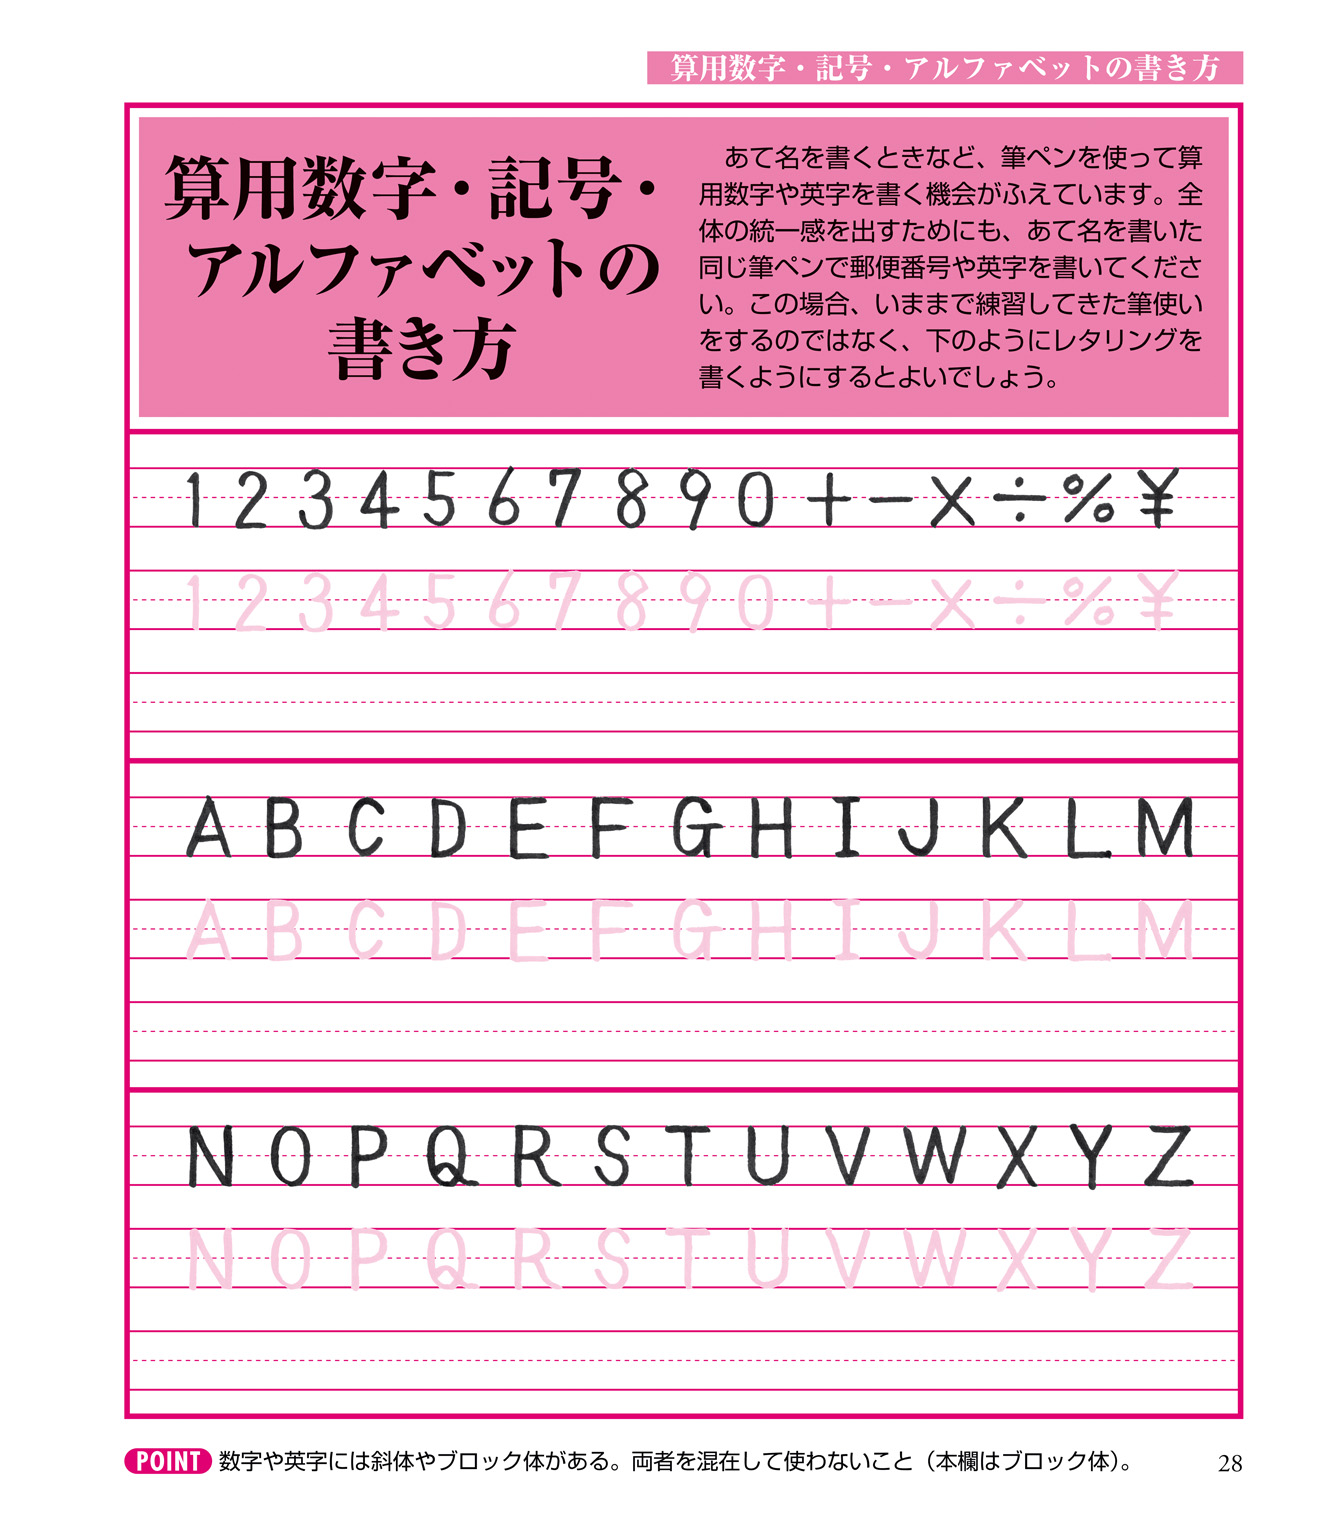 算用数字・記号・アルファベットの書き方
算用数字・記号・
アルファベットの
書き方
あて名を書くときなど、筆ペンを使って算
用数字や英字を書く機会がふえています。全
体の統一感を出すためにも、あて名を書いた
同じ筆ペンで郵便番号や英字を書いてくださ
い。この場合、いままで練習してきた筆使い
をするのではなく、下のようにレタリングを
書くようにするとよいでしょう。
1 2 3 4 5 6 7 8 9 0 + − × ÷ % ¥
1 2 3 4 5 6 7 8 9 0 + − × ÷ % ¥
A B C D E F G H I J K L M
A B C D E F G H I J K L M
N O P Q R S T U V W X Y Z
N O P Q R S T U V W X Y Z
POINT 数字や英字には斜体やブロック体がある。両者を混在して使わないこと（本欄はブロック体）。
28